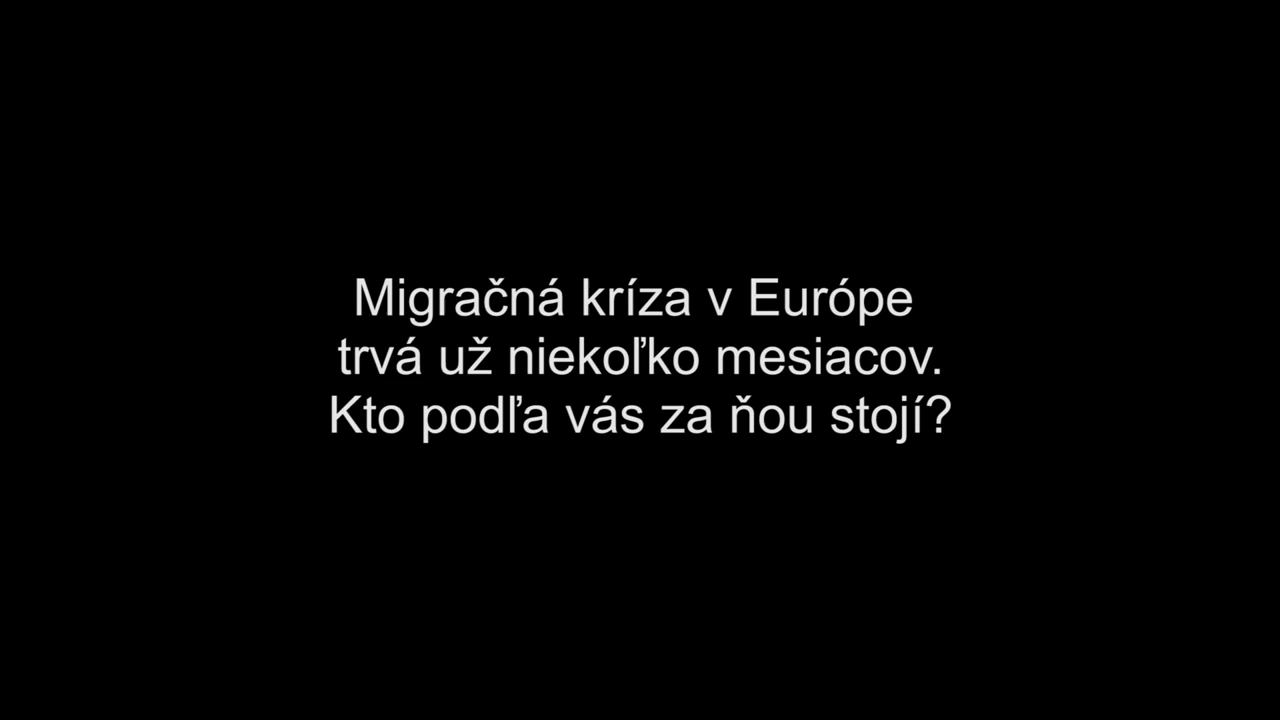 Migračná kríza v Európe
trvá už niekoľko mesiacov.
Kto podľa vás za ňou stojí?